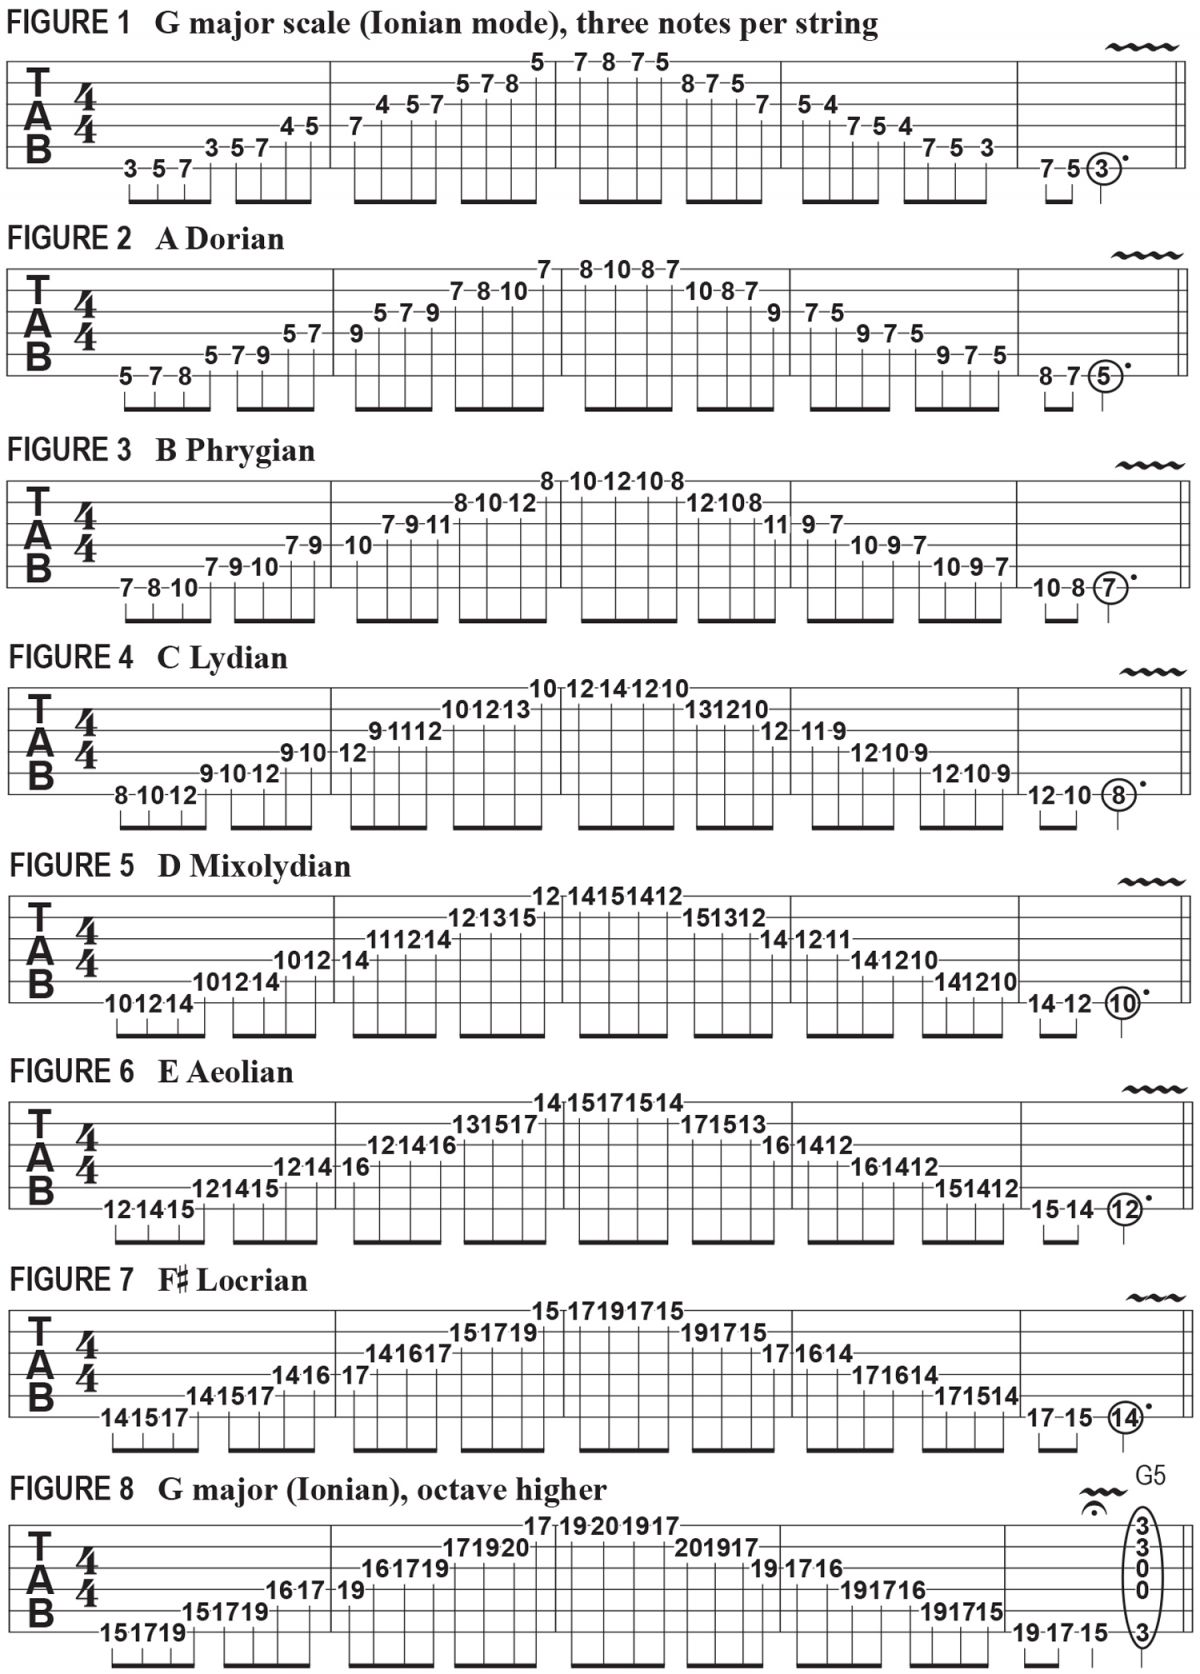 FIGURE 1 G major scale (Ionian mode), three notes per string
T A B 4 4 3 5 7 3 5 7 4 5 7 4 5 7 5 7 8 5 7 8 7 5 8 7 5 7 5 4 7 5 4 7 5 3 7 5 3
FIGURE 2 A Dorian
T A B 4 4 5 7 8 5 7 9 5 7 9 5 7 9 7 8 10 7 8 10 8 7 10 8 7 9 7 5 9 7 5 9 7 5 8 7 5
FIGURE 3 B Phrygian
T A B 4 4 7 8 10 7 9 10 7 9 10 7 9 11 8 10 12 8 10 12 10 8 12 10 8 11 9 7 10 9 7 10 9 7 10 8 7
FIGURE 4 C Lydian
T A B 4 4 8 10 12 9 10 12 9 10 12 9 11 12 10 12 13 10 12 14 12 10 13 12 10 12 11 9 12 10 9 12 10 9 12 10 8
FIGURE 5 D Mixolydian
T A B 4 4 10 12 14 10 12 14 10 12 14 11 12 14 12 13 15 12 14 15 14 12 15 13 12 14 12 11 14 12 10 14 12 10 14 12 10
FIGURE 6 E Aeolian
T A B 4 4 12 14 15 12 14 15 12 14 16 12 14 16 13 15 17 14 15 17 15 14 17 15 13 16 14 12 16 14 12 15 14 12 15 14 12
FIGURE 7 F♯ Locrian
T A B 4 4 14 15 17 14 15 17 14 16 17 14 16 17 15 17 19 15 17 19 17 15 19 17 15 17 16 14 17 16 14 17 15 14 17 15 14
FIGURE 8 G major (Ionian), octave higher
G5
T A B 4 4 15 17 19 15 17 19 16 17 19 16 17 19 17 19 20 17 19 20 19 17 20 19 17 19 17 16 19 17 16 19 17 15 19 17 15 3 3 0 0 3